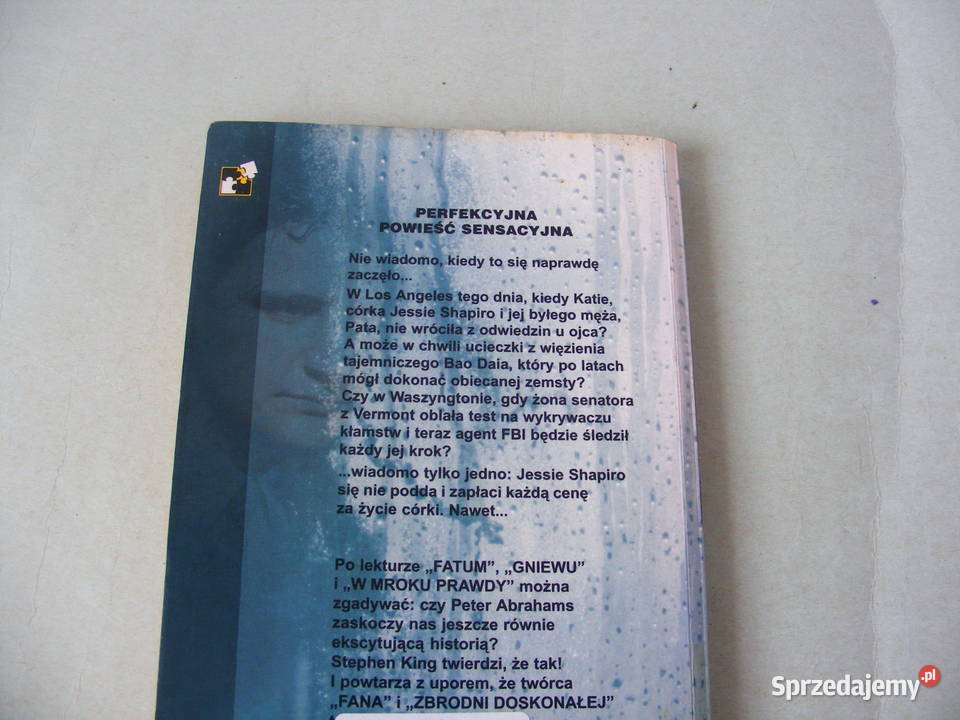 PERFEKCYJNA
POWIEŚĆ SENSACYJNA
Nie wiadomo, kiedy to się naprawdę
zaczęło...
W Los Angeles tego dnia, kiedy Katie,
córka Jessie Shapiro i jej byłego męża,
Pata, nie wróciła z odwiedzin u ojca?
A może w chwili ucieczki z więzienia
tajemniczego Bao Daia, który po latach
mógł dokonać obiecanej zemsty?
Czy w Waszyngtonie, gdy żona senatora
z Vermont oblała test na wykrywaczu
kłamstw i teraz agent FBI będzie śledził
każdy jej krok?
...wiadomo tylko jedno: Jessie Shapiro
się nie podda i zapłaci każdą cenę
za życie córki. Nawet...
Po lekturze „FATUM”, „GNIEWU”
i „W MROKU PRAWDY” można
zgadywać: czy Peter Abrahams
zaskoczy nas jeszcze równie
ekscytującą historią?
Stephen King twierdzi, że tak!
I powtarza z uporem, że twórca
„FANA” i „ZBRODNI DOSKONAŁEJ”
Sprzedajemy.pl